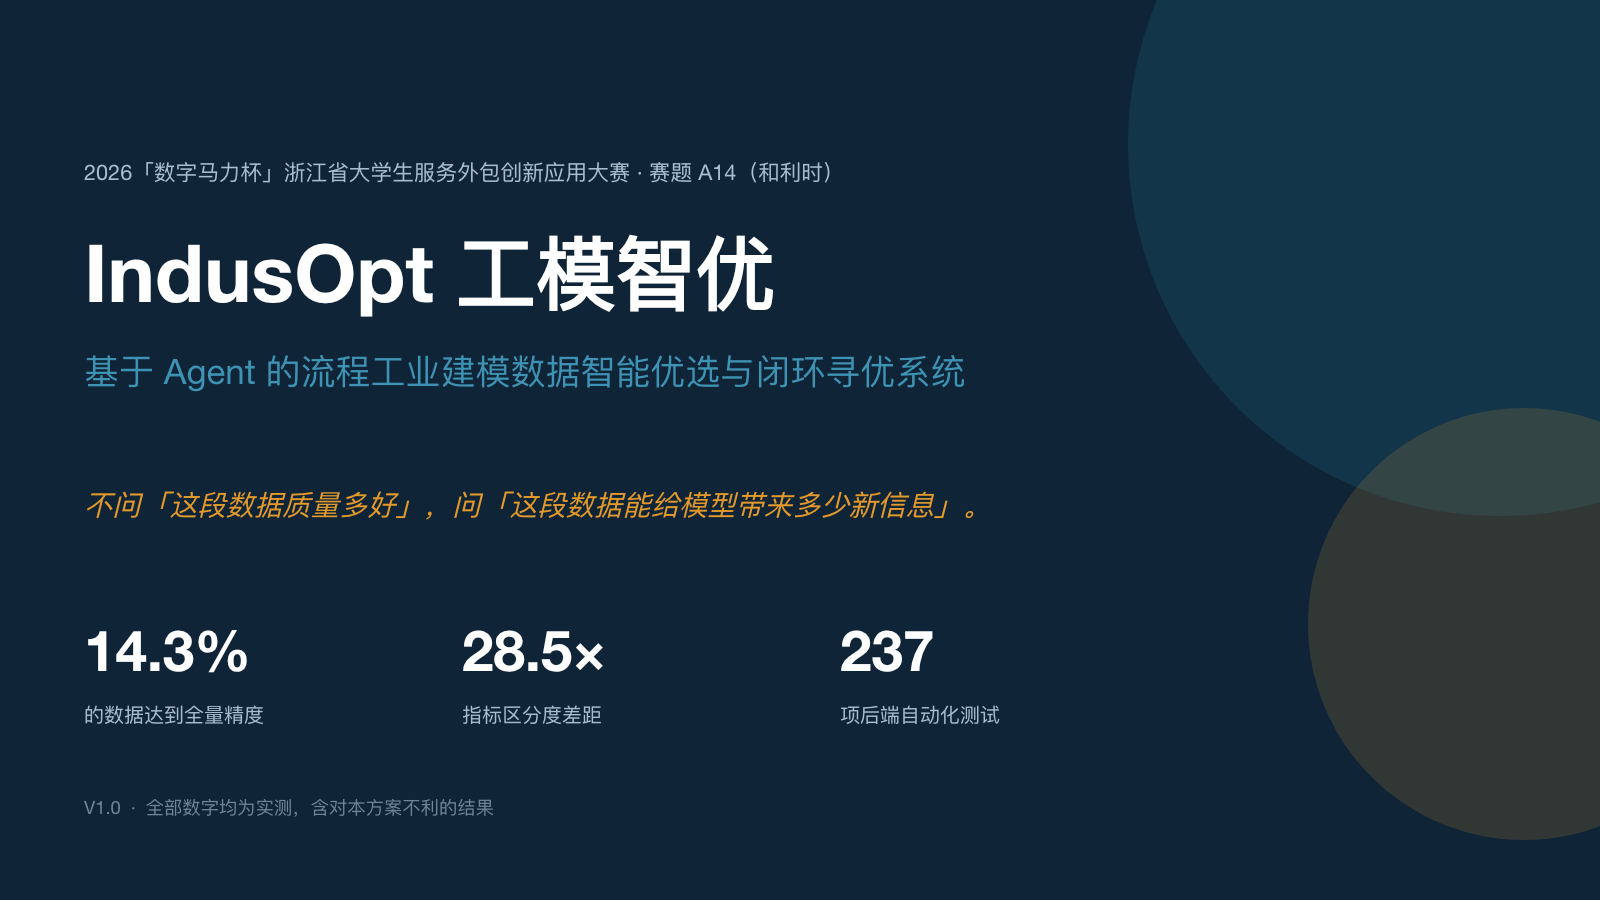 2026「数字马力杯」浙江省大学生服务外包创新应用大赛 · 赛题 A14（和利时）
IndusOpt 工模智优
基于 Agent 的流程工业建模数据智能优选与闭环寻优系统
不问「这段数据质量多好」，问「这段数据能给模型带来多少新信息」。
14.3%
的数据达到全量精度
28.5×
指标区分度差距
237
项后端自动化测试
V1.0 · 全部数字均为实测，含对本方案不利的结果